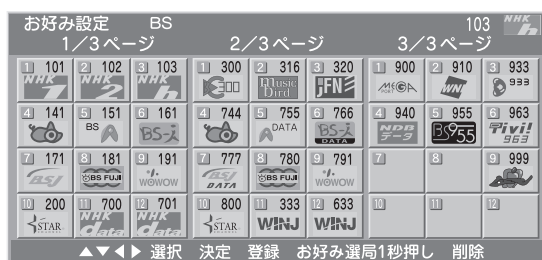 お好み設定 BS 103 NHK h
1／3ページ 2／3ページ 3／3ページ
1 101 2 102 3 103 1 300 2 316 3 320 1 900 2 910 3 933
NHK 1 NHK 2 NHK h Music Bird JFN MEGA WN 933
4 141 5 151 6 161 4 744 5 755 6 766 4 940 5 955 6 963
BS BS-i DATA BS-i DATA NDB データ BS955 Tivi! 963
7 171 8 181 9 191 7 777 8 780 9 791 7 8 9 999
BSJ BS FUJI WOWOW BSJ DATA BS FUJI WOWOW
10 200 11 700 12 701 10 800 11 333 12 633 10 11 12
STAR CHANNEL NHK data NHK data STAR CHANNEL WINJ WINJ
▲▼◀▶ 選択 決定 登録 お好み選局1秒押し 削除